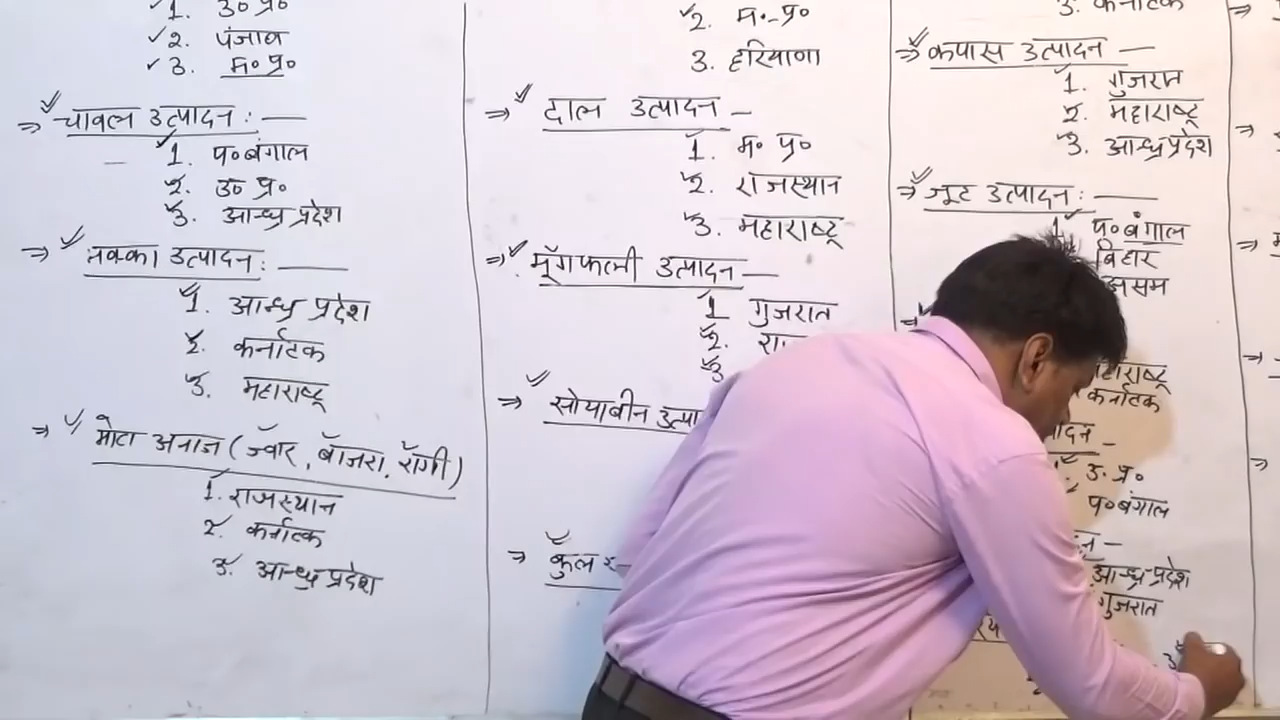 1. उ० प्र०
2. पंजाब
3. म० प्र०
⇒ चावल उत्पादन : —
1. प० बंगाल
2. उ० प्र०
3. आन्ध्र प्रदेश
⇒ मक्का उत्पादन : —
1. आन्ध्र प्रदेश
2. कर्नाटक
3. महाराष्ट्र
⇒ मोटा अनाज (ज्वॉर, बॉजरा, रॉगी)
1. राजस्थान
2. कर्नाटक
3. आन्ध्र प्रदेश
2. म०-प्र०
3. हरियाणा
⇒ दाल उत्पादन —
1. म० प्र०
2. राजस्थान
3. महाराष्ट्र
⇒ मूँगफली उत्पादन —
1 गुजरात
2.
3
⇒ सोयाबीन
⇒ कुल
3. कर्नाटक
⇒ कपास उत्पादन —
1. गुजरात
2. महाराष्ट्र
3. आन्ध्र प्रदेश
⇒ जूट उत्पादन : —
1. प० बंगाल
बिहार
असम
कर्नाटक
उ. प्र०
प० बंगाल
आन्ध्र प्रदेश
गुजरात